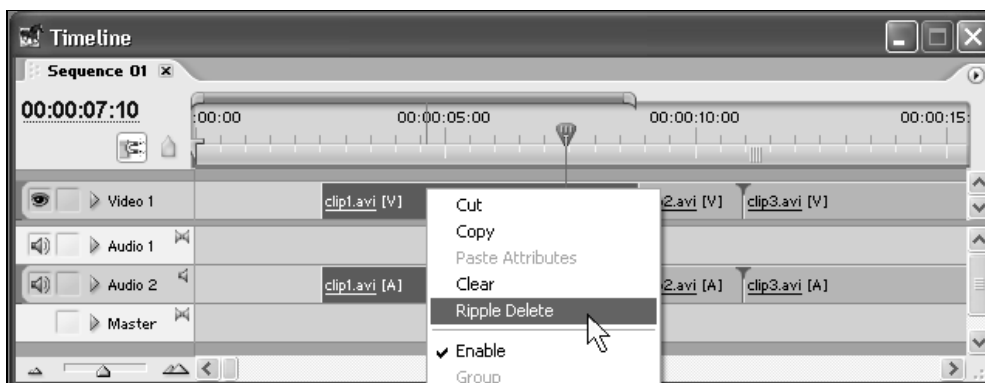 Timeline
Sequence 01
00:00:07:10
:00:00 00:00:05:00 00:00:10:00 00:00:15:
Video 1 clip1.avi [V] 2.avi [V] clip3.avi [V]
Audio 1
Audio 2 clip1.avi [A] 2.avi [A] clip3.avi [A]
Master
Cut
Copy
Paste Attributes
Clear
Ripple Delete
Enable
Group